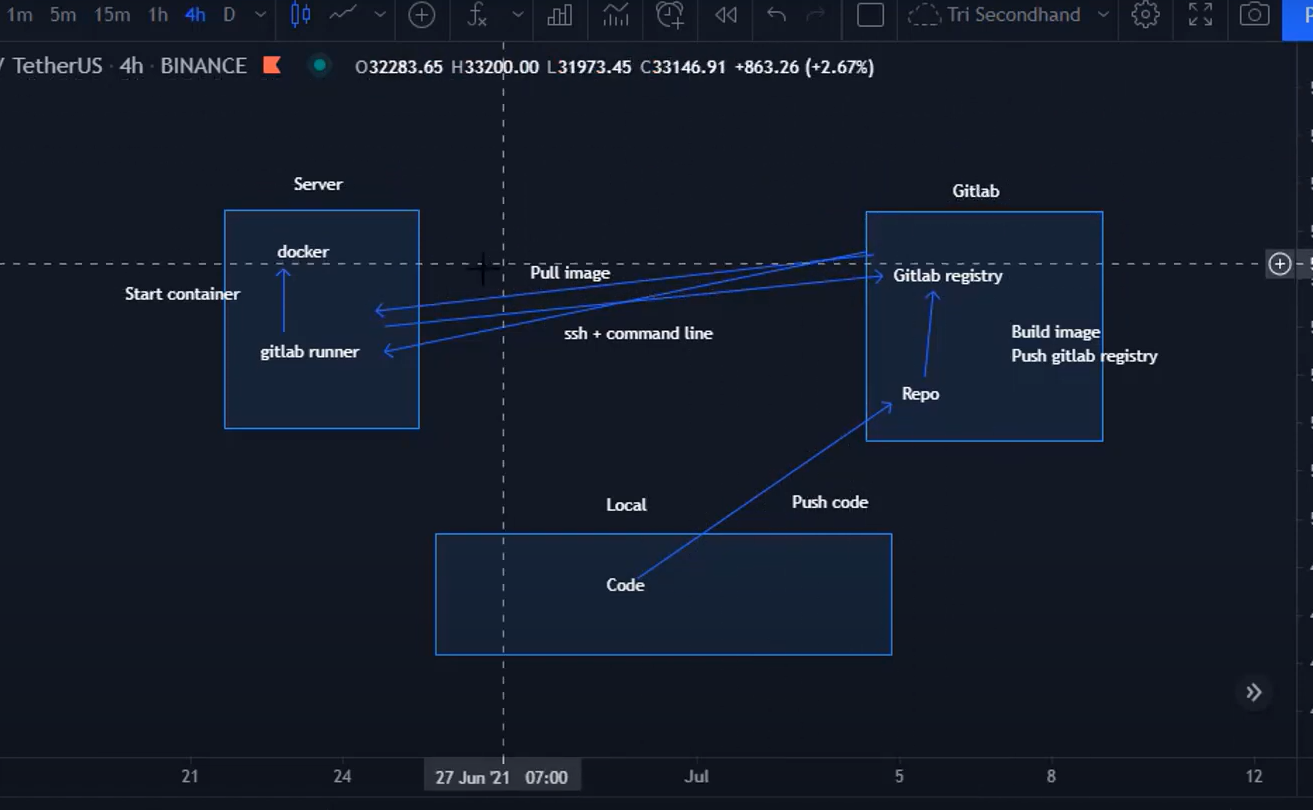 1m 5m 15m 1h 4h D Tri Secondhand
TetherUS · 4h · BINANCE O32283.65 H33200.00 L31973.45 C33146.91 +863.26 (+2.67%)
Server
Gitlab
docker
Pull image
Gitlab registry
Start container
ssh + command line
Build image
gitlab runner
Push gitlab registry
Repo
Local
Push code
Code
21 24 27 Jun '21 07:00 Jul 5 8 12